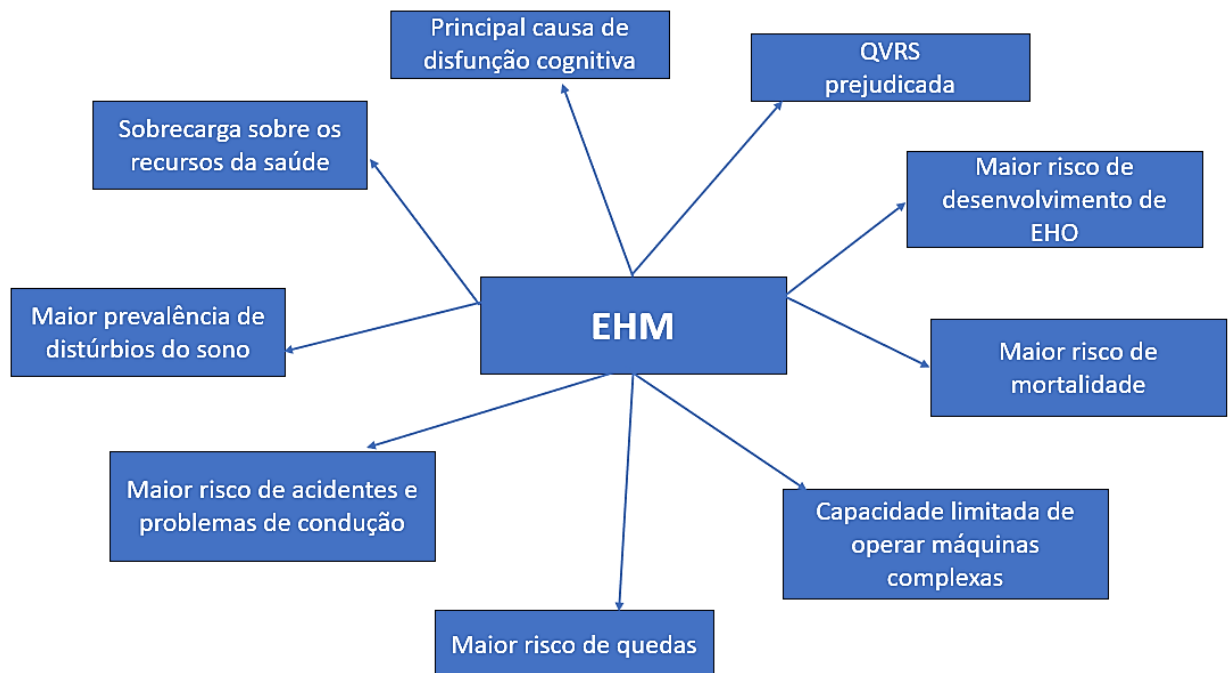 Principal causa de
disfunção cognitiva
QVRS
prejudicada
Sobrecarga sobre os
recursos da saúde
Maior risco de
desenvolvimento de
EHO
EHM
Maior prevalência de
distúrbios do sono
Maior risco de
mortalidade
Maior risco de acidentes e
problemas de condução
Capacidade limitada de
operar máquinas
complexas
Maior risco de quedas